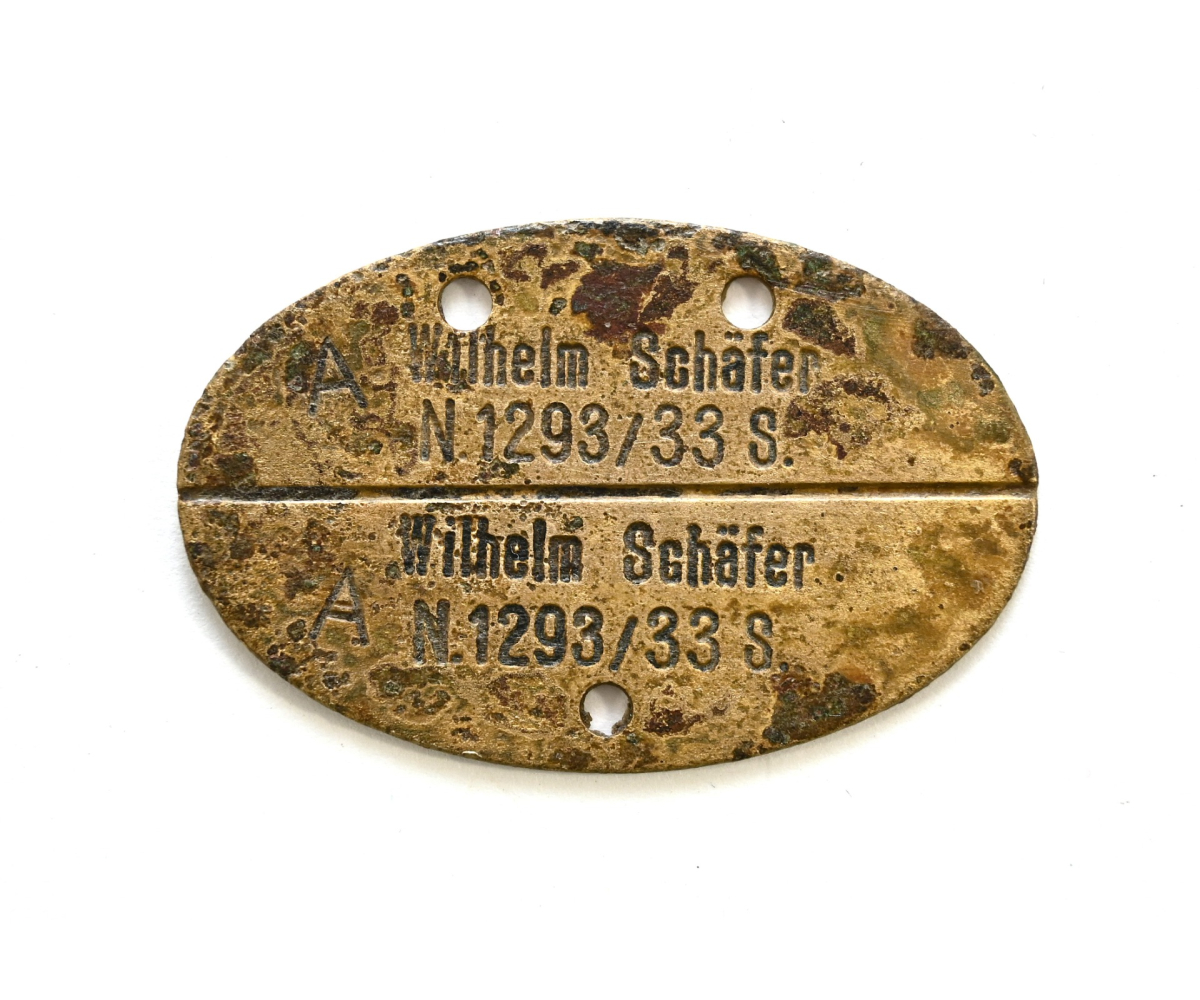 A Wilhelm Schäfer
N.1293/33 S.
Wilhelm Schäfer
A N.1293/33 S.